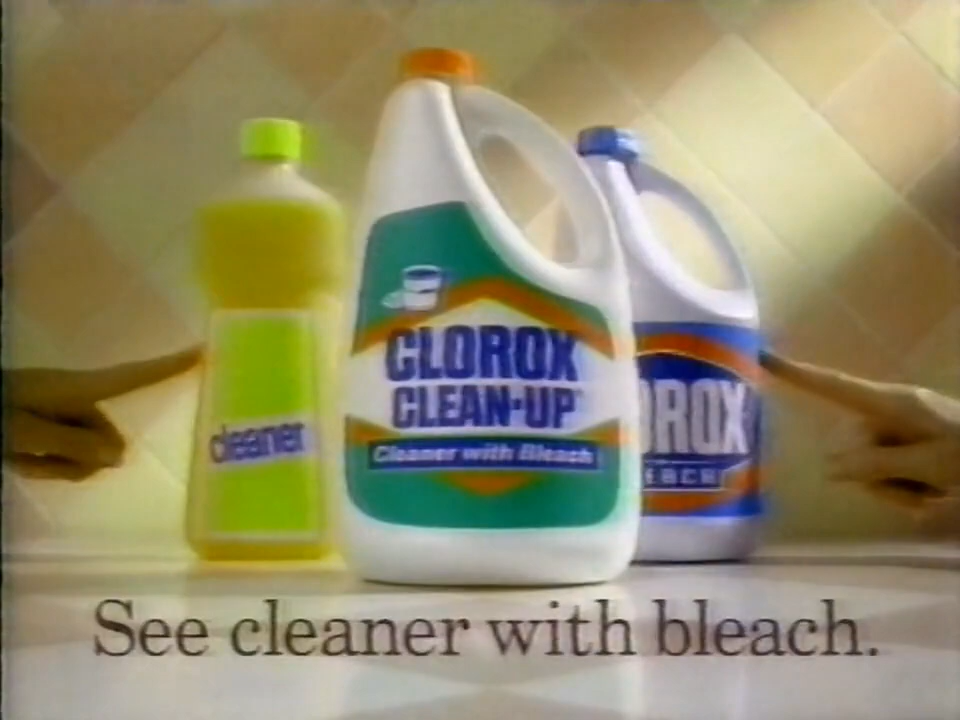 cleaner
CLOROX
CLEAN-UP
Cleaner with Bleach
OROX
EACH
See cleaner with bleach.